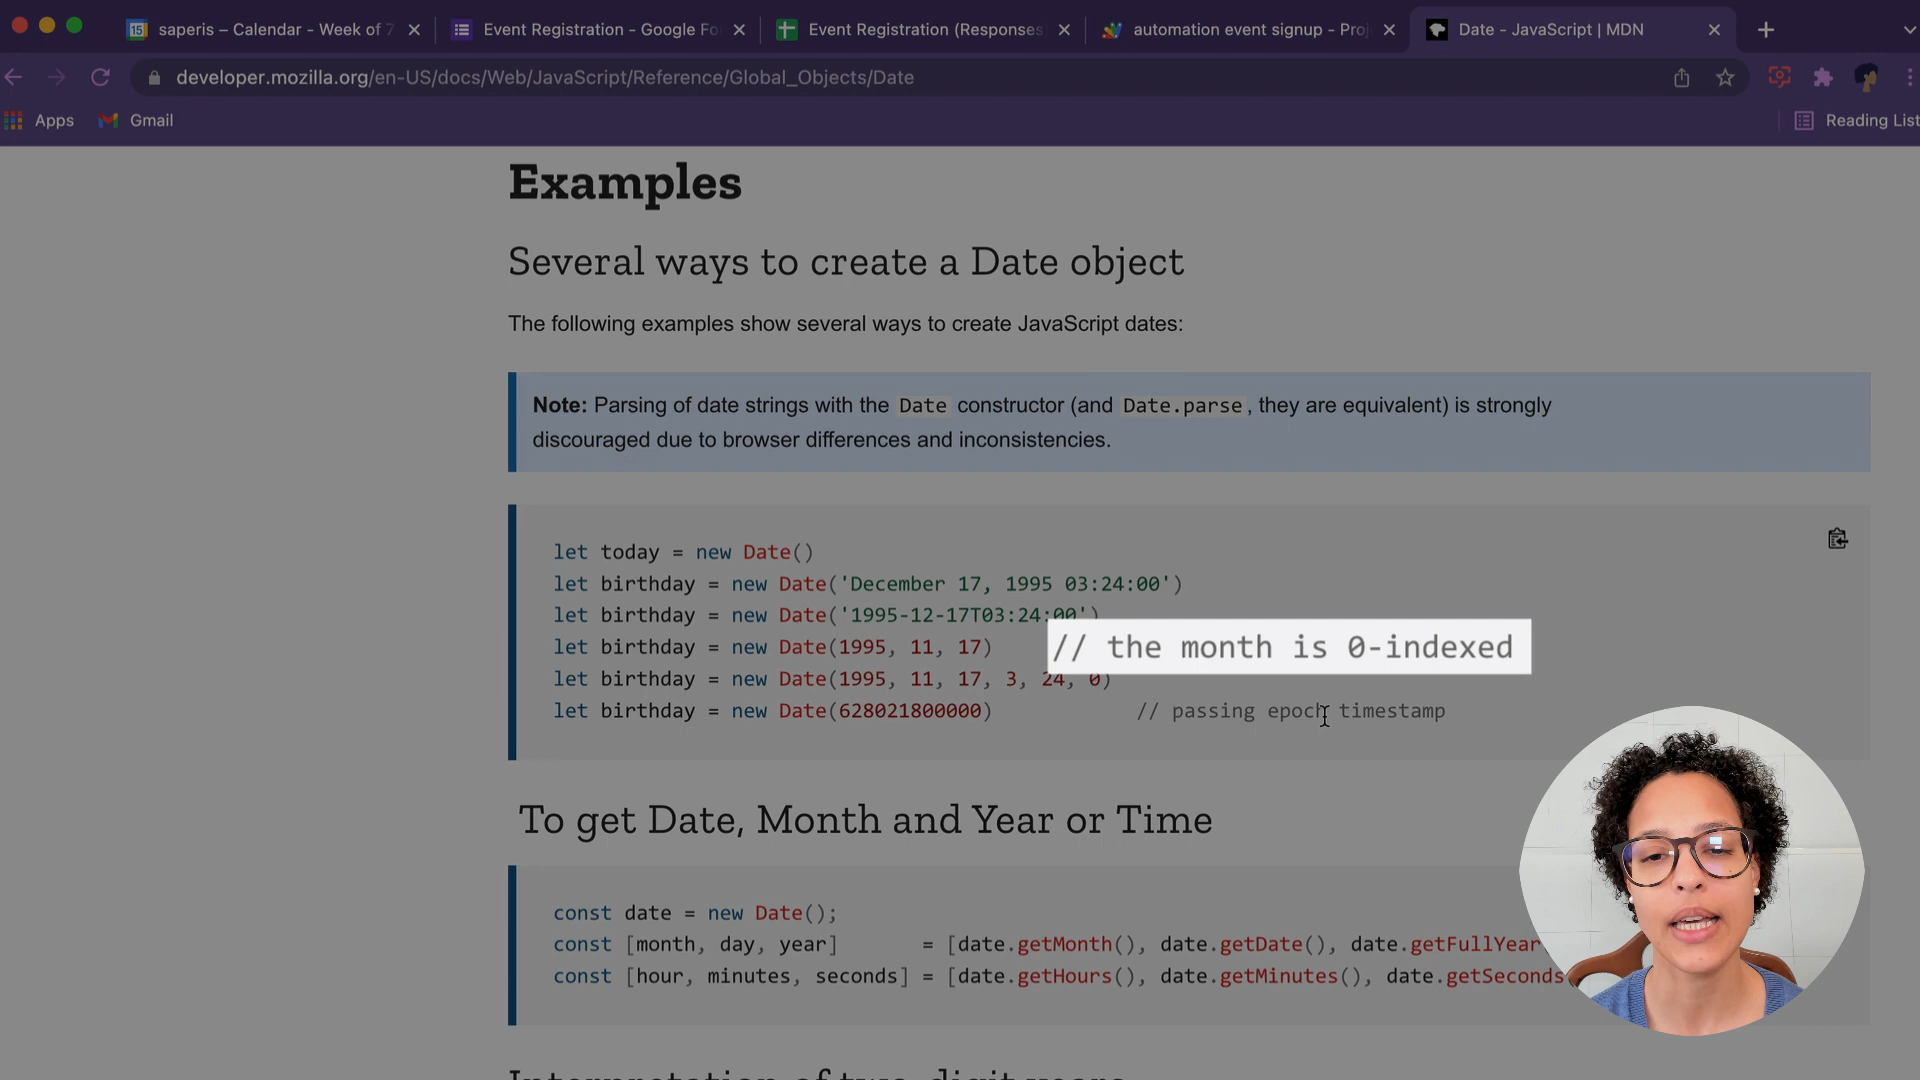 saperis – Calendar - Week of 7
Event Registration - Google Fo
Event Registration (Responses
automation event signup - Proj
Date - JavaScript | MDN
developer.mozilla.org/en-US/docs/Web/JavaScript/Reference/Global_Objects/Date
Apps
Gmail
Reading List
Examples
Several ways to create a Date object
The following examples show several ways to create JavaScript dates:
Note: Parsing of date strings with the Date constructor (and Date.parse, they are equivalent) is strongly
discouraged due to browser differences and inconsistencies.
let today = new Date()
let birthday = new Date('December 17, 1995 03:24:00')
let birthday = new Date('1995-12-17T03:24:00')
let birthday = new Date(1995, 11, 17) // the month is 0-indexed
let birthday = new Date(1995, 11, 17, 3, 24, 0)
let birthday = new Date(628021800000) // passing epoch timestamp
To get Date, Month and Year or Time
const date = new Date();
const [month, day, year] = [date.getMonth(), date.getDate(), date.getFullYear
const [hour, minutes, seconds] = [date.getHours(), date.getMinutes(), date.getSeconds
Interpretation of two-digit years